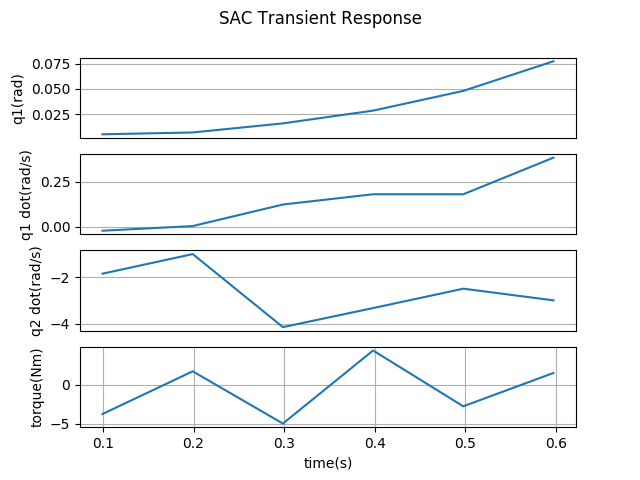 SAC Transient Response
0.075
0.050
0.025
q1(rad)
0.25
0.00
q1 dot(rad/s)
−2
−4
q2 dot(rad/s)
0
−5
torque(Nm)
0.1 0.2 0.3 0.4 0.5 0.6
time(s)